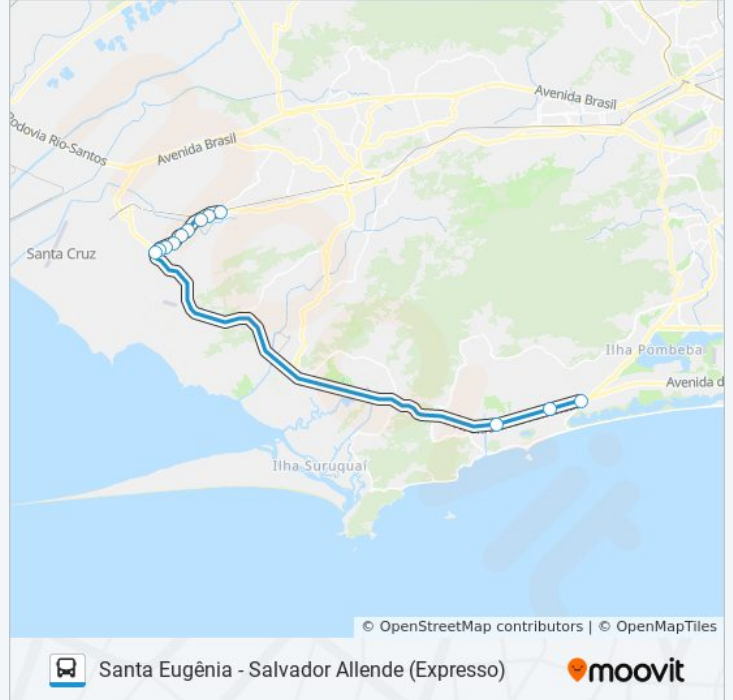 Avenida Brasil
Rodovia Rio-Santos
Avenida Brasil
Santa Cruz
Ilha Pombeba
Avenida d
Ilha Suruquaí
© OpenStreetMap contributors | © OpenMapTiles
Santa Eugênia - Salvador Allende (Expresso)
moovit